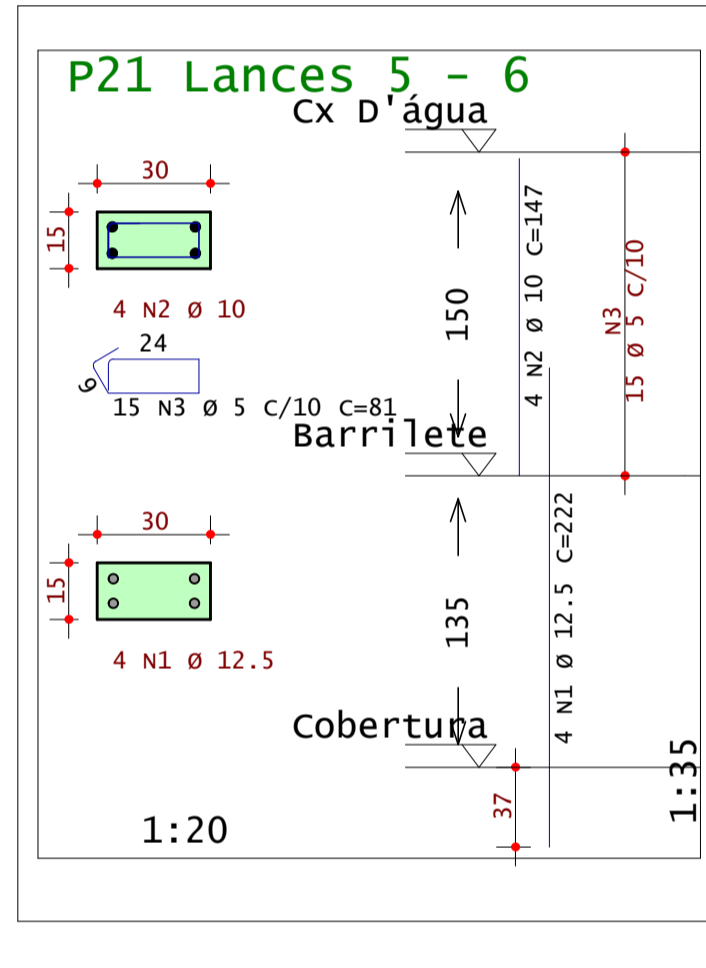 P21 Lances 5 - 6
Cx D'água
30
15
4 N2 Ø 10
24
9
15 N3 Ø 5 C/10 C=81
150
4 N2 Ø 10 C=147
N3
15 Ø 5 C/10
Barrilete
30
15
4 N1 Ø 12.5
135
4 N1 Ø 12.5 C=222
Cobertura
37
1:20
1:35